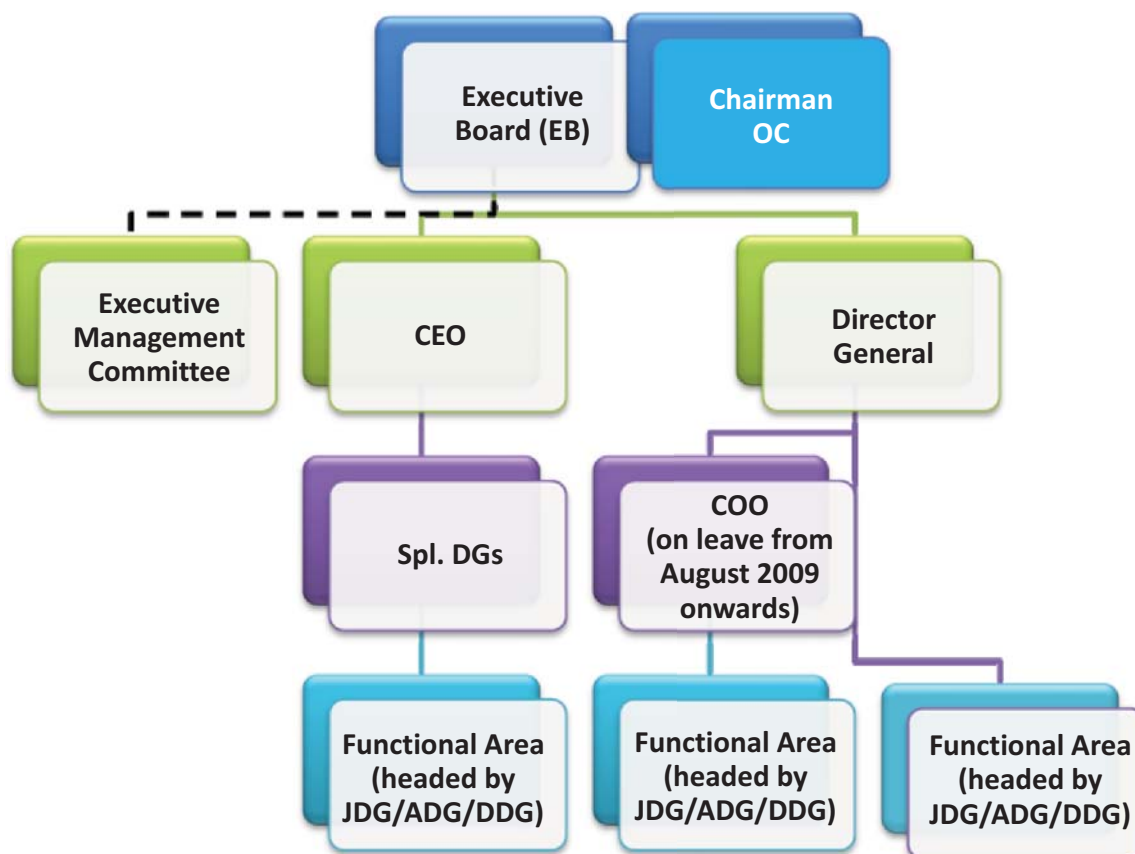 Executive
Board (EB)
Chairman
OC
Executive
Management
Committee
CEO
Director
General
Spl. DGs
COO
(on leave from
August 2009
onwards)
Functional Area
(headed by
JDG/ADG/DDG)
Functional Area
(headed by
JDG/ADG/DDG)
Functional Area
(headed by
JDG/ADG/DDG)